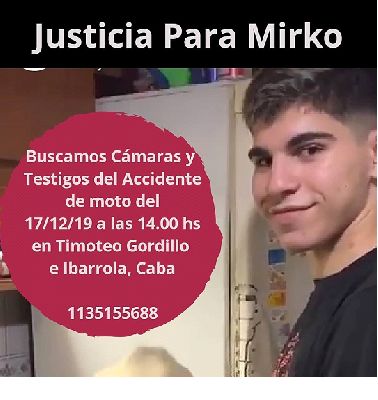 Justicia Para Mirko
Buscamos Cámaras y
Testigos del Accidente
de moto del
17/12/19 a las 14.00 hs
en Timoteo Gordillo
e Ibarrola, Caba
1135155688